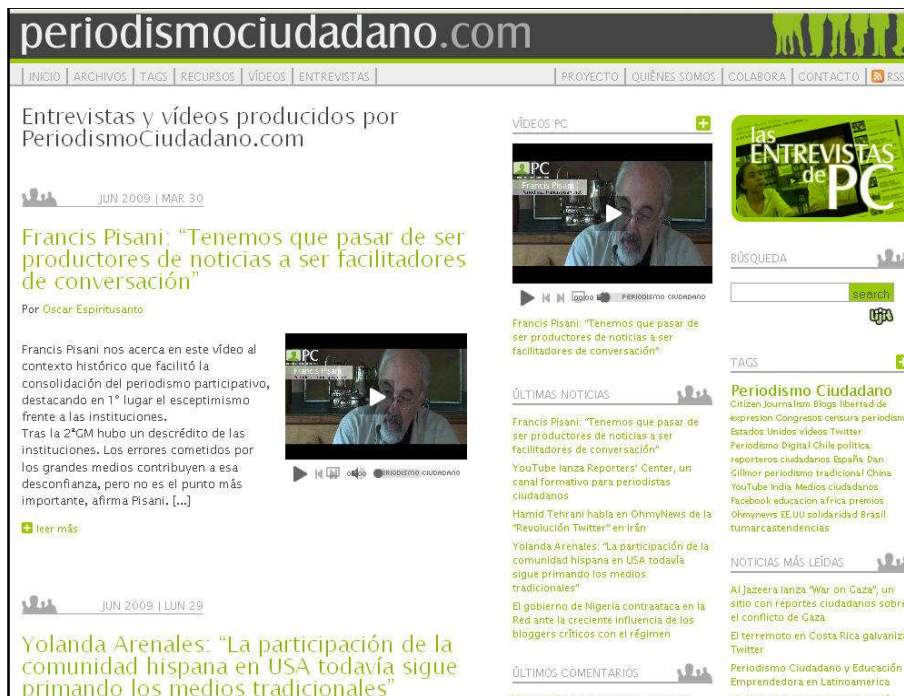 periodismociudadano.com
INICIO | ARCHIVOS | TAGS | RECURSOS | VÍDEOS | ENTREVISTAS |
PROYECTO | QUIÉNES SOMOS | COLABORA | CONTACTO | RSS
Entrevistas y vídeos producidos por
PeriodismoCiudadano.com
JUN 2009 | MAR 30
Francis Pisani: “Tenemos que pasar de ser
productores de noticias a ser facilitadores
de conversación”
Por Oscar Espiritusanto
Francis Pisani nos acerca en este vídeo al
contexto histórico que facilitó la
consolidación del periodismo participativo,
destacando en 1º lugar el esceptimismo
frente a las instituciones.
Tras la 2ªGM hubo un descrédito de las
instituciones. Los errores cometidos por
los grandes medios contribuyen a esa
desconfianza, pero no es el punto más
importante, afirma Pisani. [...]
PC
Francis Pisani
PERIODISMO CIUDADANO
leer más
JUN 2009 | LUN 29
Yolanda Arenales: “La participación de la
comunidad hispana en USA todavía sigue
primando los medios tradicionales”
VÍDEOS PC
PC
Francis Pisani
PERIODISMO CIUDADANO
Francis Pisani: “Tenemos que pasar de
ser productores de noticias a ser
facilitadores de conversación”
ÚLTIMAS NOTICIAS
Francis Pisani: “Tenemos que pasar de
ser productores de noticias a ser
facilitadores de conversación”
YouTube lanza Reporters’ Center, un
canal formativo para periodistas
ciudadanos
Hamid Tehrani habla en OhmyNews de la
“Revolución Twitter” en Irán
Yolanda Arenales: “La participación de la
comunidad hispana en USA todavía
sigue primando los medios
tradicionales”
El gobierno de Nigeria contraataca en la
Red ante la creciente influencia de los
bloggers críticos con el régimen
ÚLTIMOS COMENTARIOS
las
ENTREVISTAS
de PC
BÚSQUEDA
search
lijit
TAGS
Periodismo Ciudadano
Citizen Journalism Blogs libertad de
expresion Congresos censura periodism
Estados Unidos videos Twitter
Periodismo Digital Chile politica
reporteros ciudadanos España Dan
Gillmor periodismo tradicional China
YouTube India Medios ciudadanos
Facebook educacion africa premios
Ohmynews EE.UU solidaridad Brasil
tumarcastendencias
NOTICIAS MÁS LEÍDAS
Al Jazeera lanza “War on Gaza”, un
sitio con reportes ciudadanos sobre
el conflicto de Gaza
El terremoto en Costa Rica galvaniza
Twitter
Periodismo Ciudadano y Educación
Emprendedora en Latinoamerica